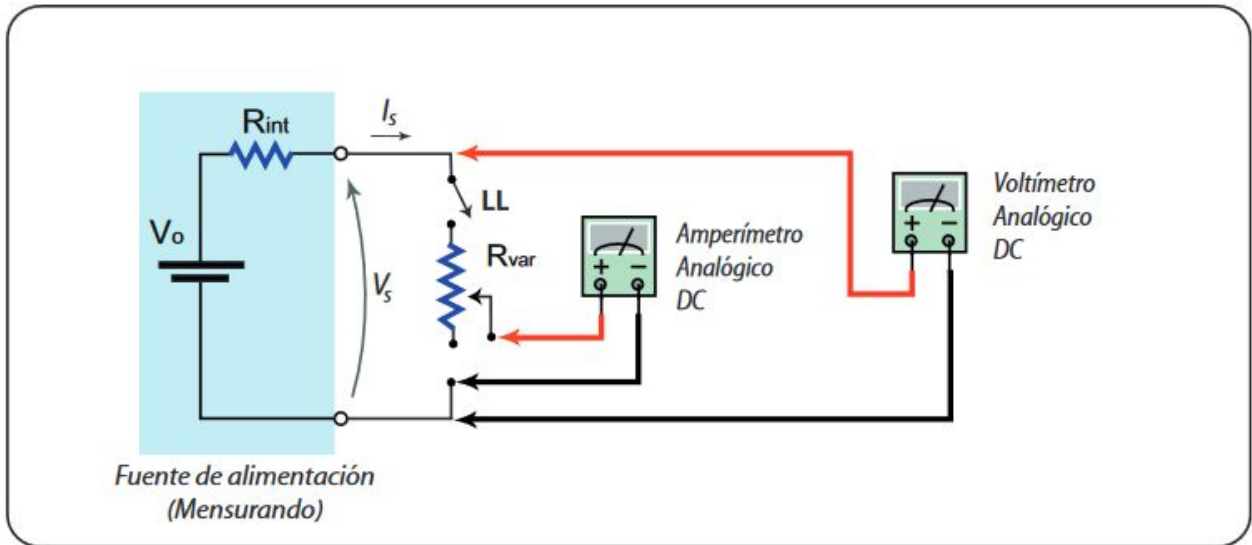 Rint
Is
LL
Vo
Rvar
Vs
+ −
Amperímetro
Analógico
DC
+ −
Voltímetro
Analógico
DC
Fuente de alimentación
(Mensurando)